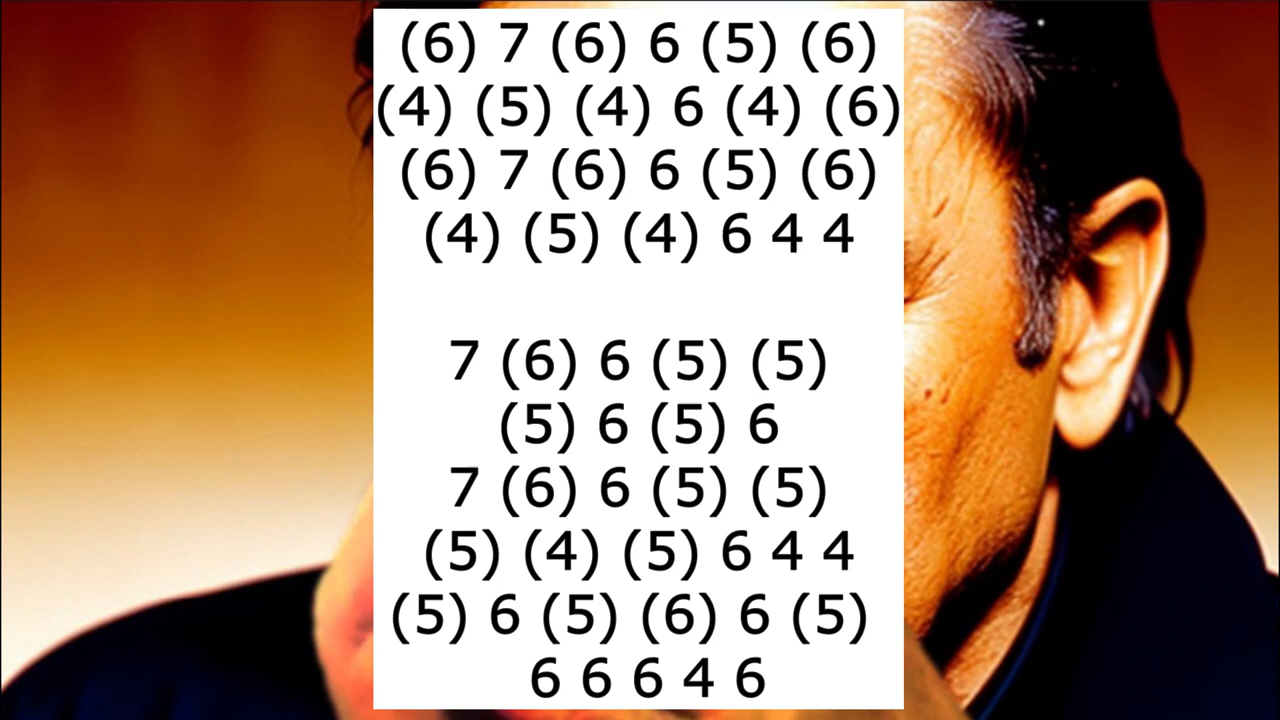 (6) 7 (6) 6 (5) (6)
(4) (5) (4) 6 (4) (6)
(6) 7 (6) 6 (5) (6)
(4) (5) (4) 6 4 4
7 (6) 6 (5) (5)
(5) 6 (5) 6
7 (6) 6 (5) (5)
(5) (4) (5) 6 4 4
(5) 6 (5) (6) 6 (5)
6 6 6 4 6